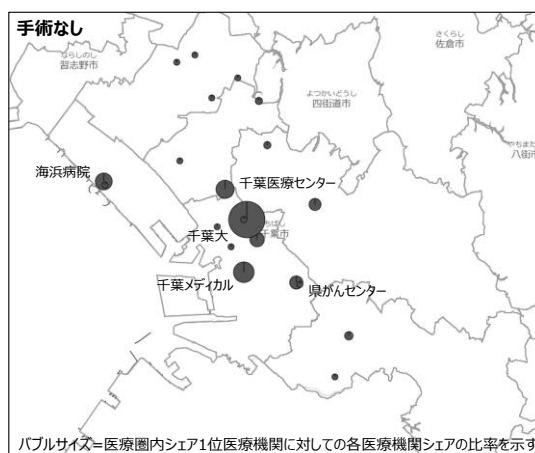 手術なし
さくらし
佐倉市
ならしのし
習志野市
よつかいどうし
四街道市
やちまた
八街市
海浜病院
千葉医療センター
ちばし
千葉市
千葉大
千葉メディカル
県がんセンター
バブルサイズ=医療圏内シェア1位医療機関に対しての各医療機関シェアの比率を示す